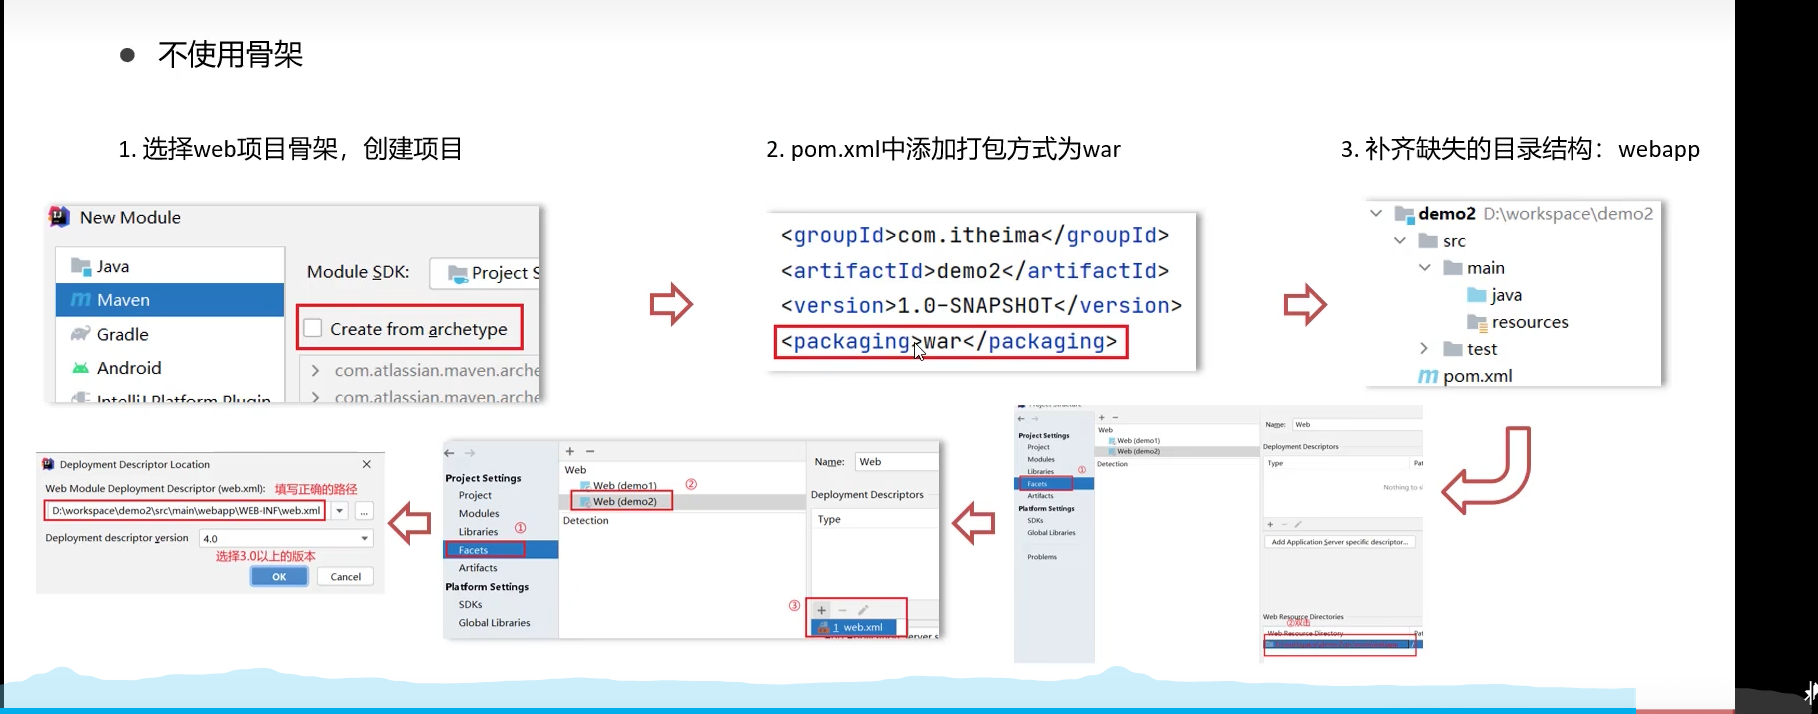 不使用骨架
1. 选择web项目骨架，创建项目
2. pom.xml中添加打包方式为war
3. 补齐缺失的目录结构：webapp
New Module
Java
Maven
Gradle
Android
IntelliJ Platform Plugin
Module SDK:
Project S
Create from archetype
com.atlassian.maven.arche
com.atlassian.maven.arche
<groupId>com.itheima</groupId>
<artifactId>demo2</artifactId>
<version>1.0-SNAPSHOT</version>
<packaging>war</packaging>
demo2 D:\workspace\demo2
src
main
java
resources
test
pom.xml
Project Structure
Project Settings
Project
Modules
Libraries
①
Facets
Artifacts
Platform Settings
SDKs
Global Libraries
Problems
Web
Web (demo1)
Web (demo2)
Detection
Name: Web
Deployment Descriptors
Type
Pat
Nothing to s
Add Application Server specific descriptor...
Web Resource Directories
②双击
Web Resource Directory
Pat
Project Settings
Project
Modules
Libraries
①
Facets
Artifacts
Platform Settings
SDKs
Global Libraries
Web
Web (demo1)
②
Web (demo2)
Detection
Name: Web
Deployment Descriptors
Type
③
1 web.xml
Deployment Descriptor Location
Web Module Deployment Descriptor (web.xml): 填写正确的路径
D:\workspace\demo2\src\main\webapp\WEB-INF\web.xml
...
Deployment descriptor version 4.0
选择3.0以上的版本
OK
Cancel